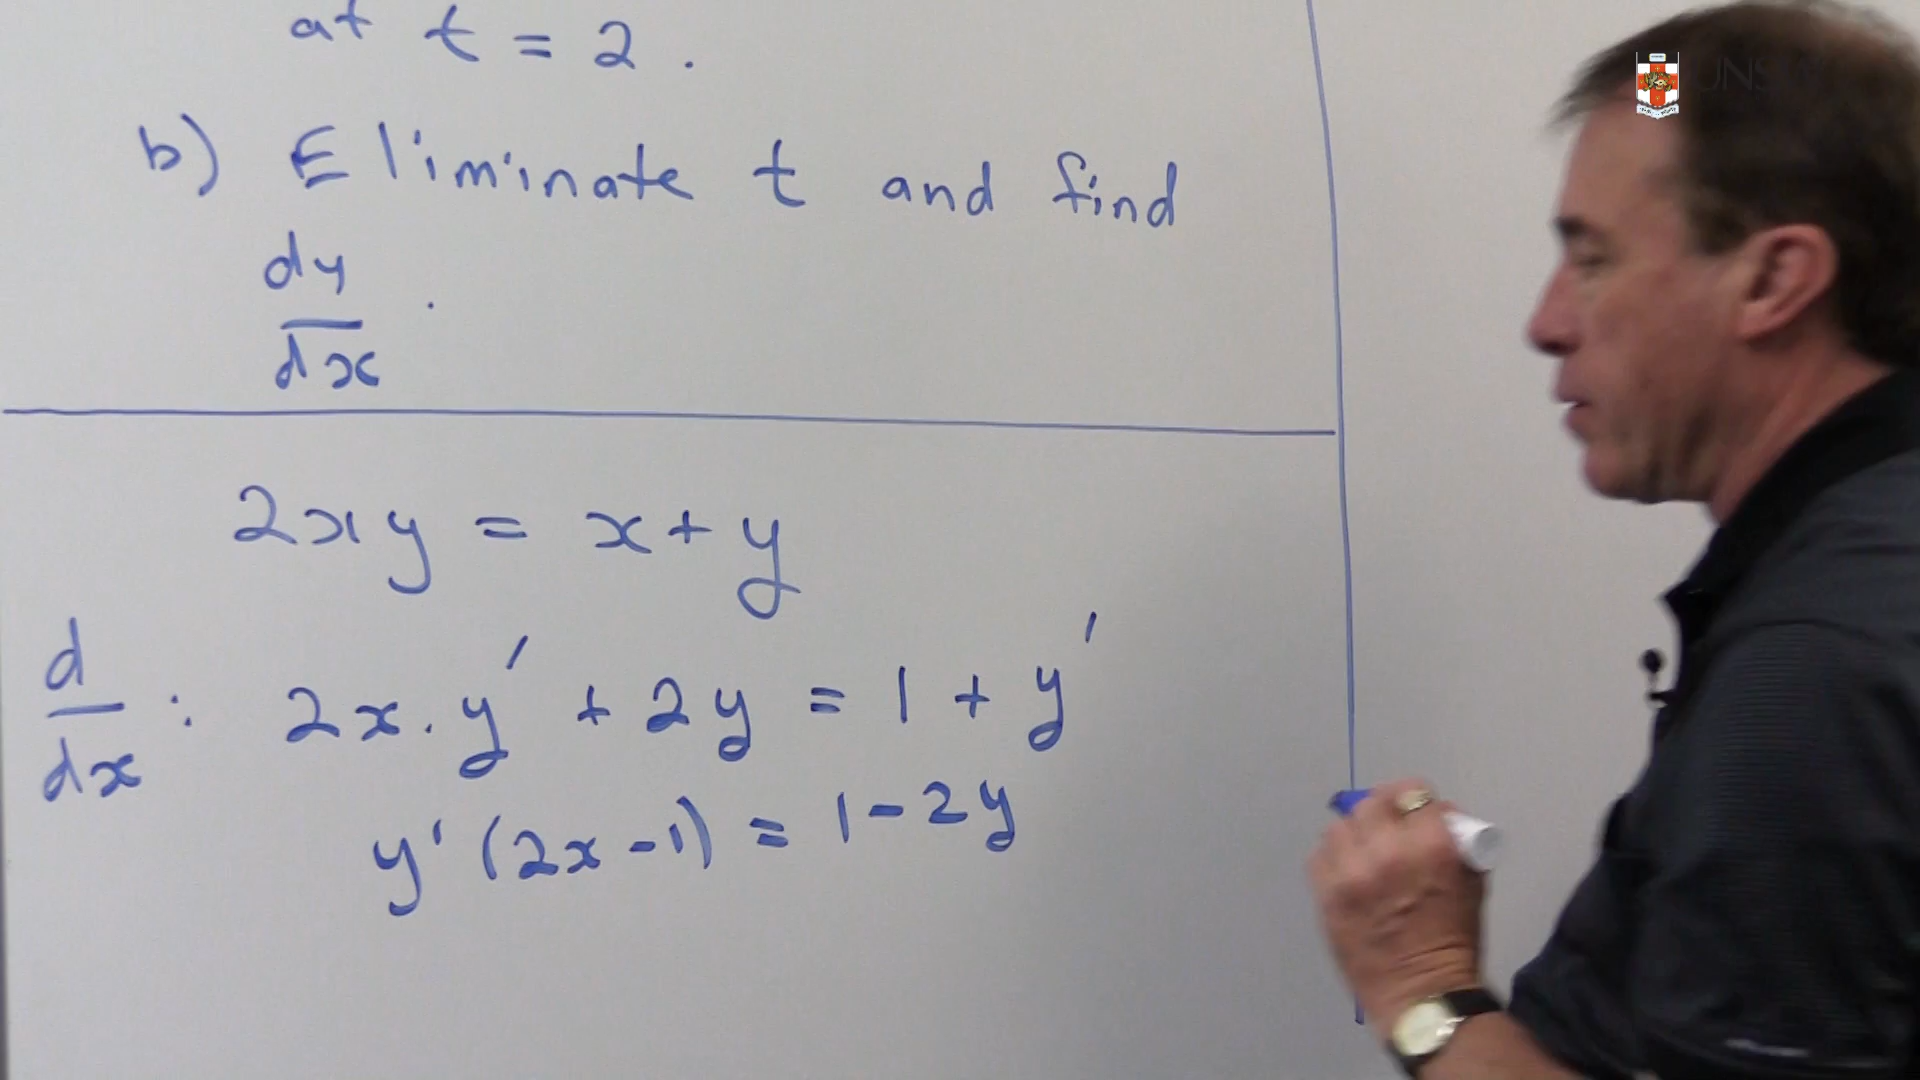 at t = 2.
b) Eliminate t and find
dy
dx .
2xy = x + y
d
dx : 2x.y' + 2y = 1 + y'
y' (2x - 1) = 1 - 2y